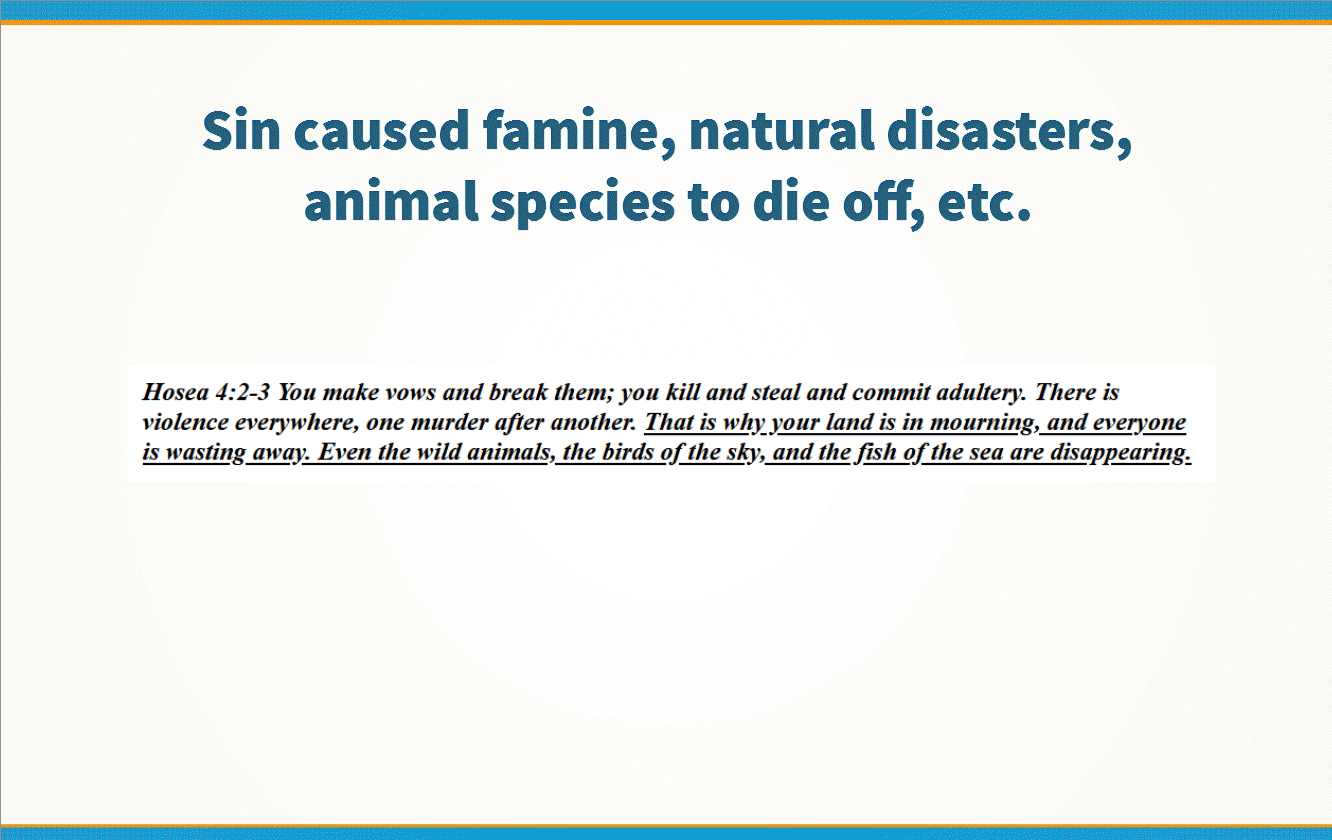 Sin caused famine, natural disasters,
animal species to die off, etc.
Hosea 4:2-3 You make vows and break them; you kill and steal and commit adultery. There is
violence everywhere, one murder after another. That is why your land is in mourning, and everyone
is wasting away. Even the wild animals, the birds of the sky, and the fish of the sea are disappearing.